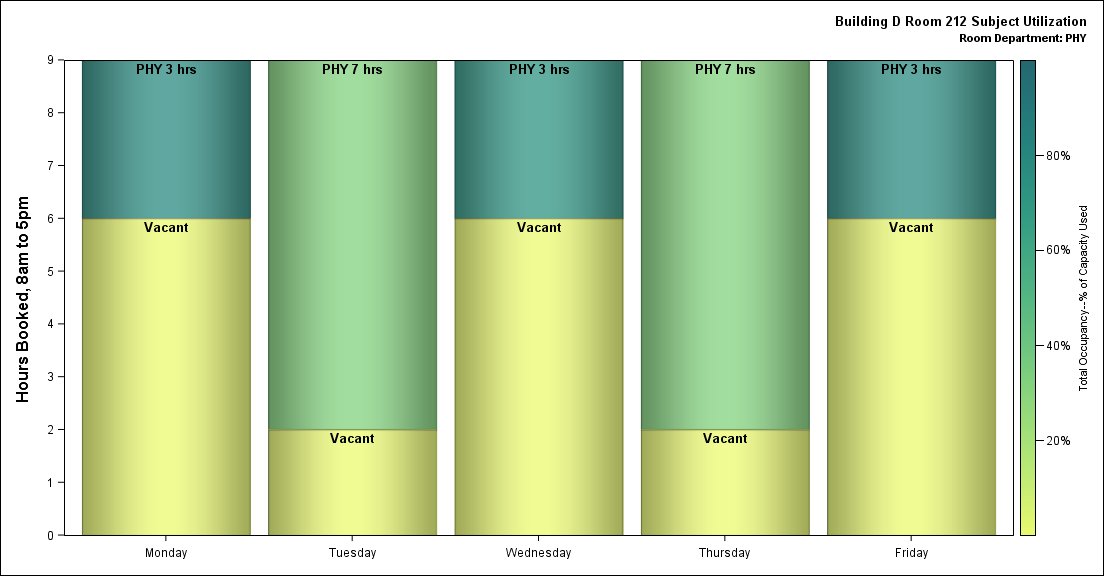 Building D Room 212 Subject Utilization
Room Department: PHY
Hours Booked, 8am to 5pm
9
8
7
6
5
4
3
2
1
0
PHY 3 hrs
PHY 7 hrs
PHY 3 hrs
PHY 7 hrs
PHY 3 hrs
Vacant
Vacant
Vacant
Vacant
Vacant
Monday
Tuesday
Wednesday
Thursday
Friday
80%
60%
40%
20%
Total Occupancy--% of Capacity Used